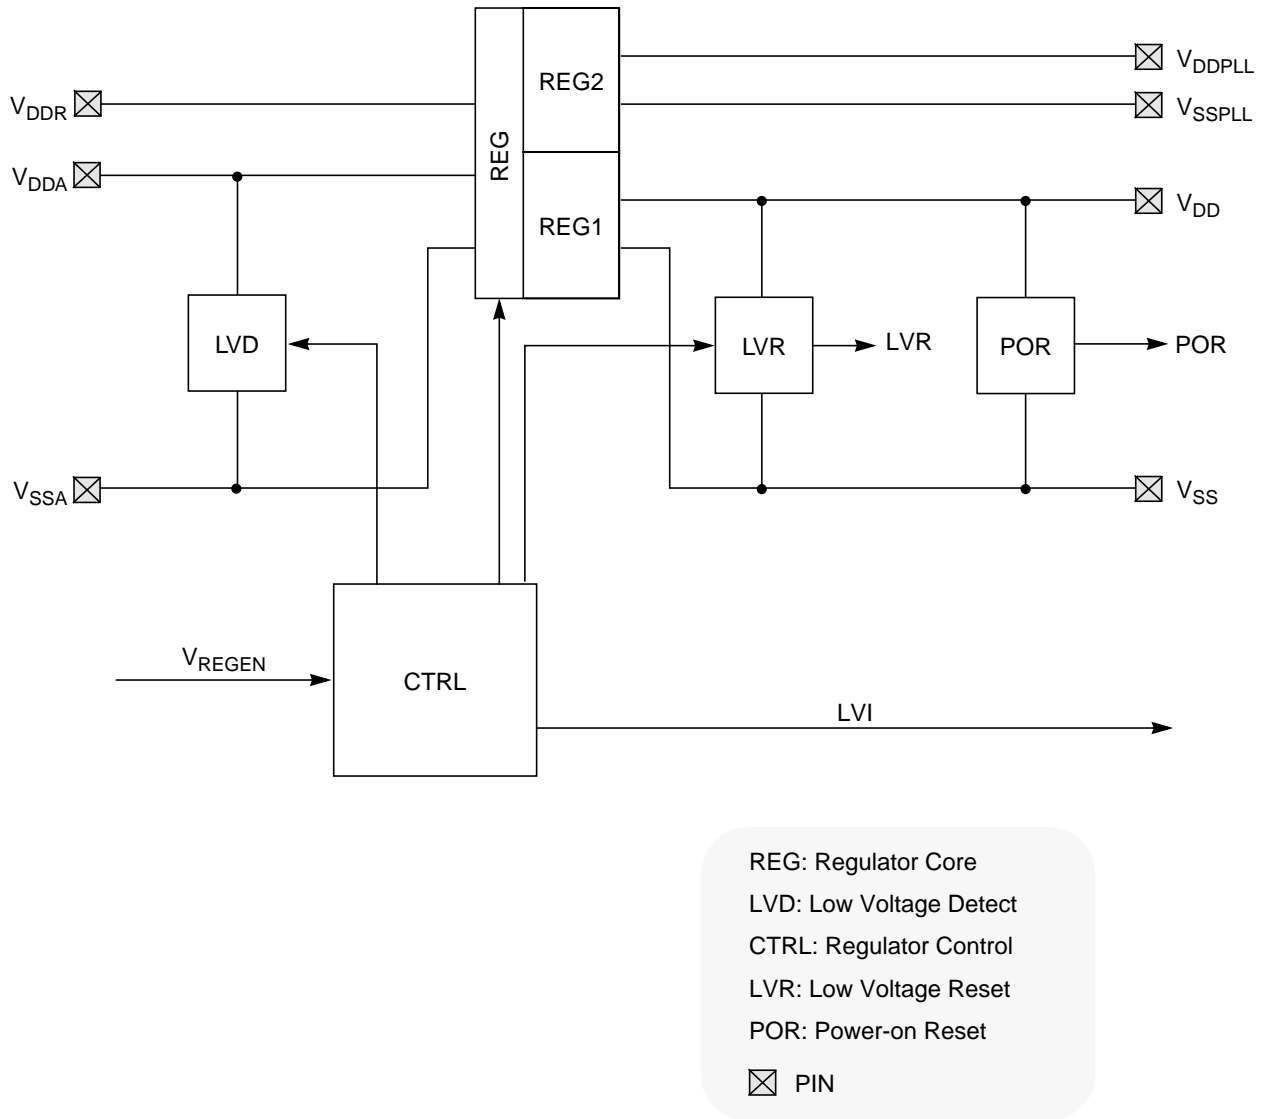 VDDPLL
REG2
VDDR
VSSPLL
REG
VDDA
VDD
REG1
LVD
LVR
LVR
POR
POR
VSSA
VSS
VREGEN
CTRL
LVI
REG: Regulator Core
LVD: Low Voltage Detect
CTRL: Regulator Control
LVR: Low Voltage Reset
POR: Power-on Reset
PIN